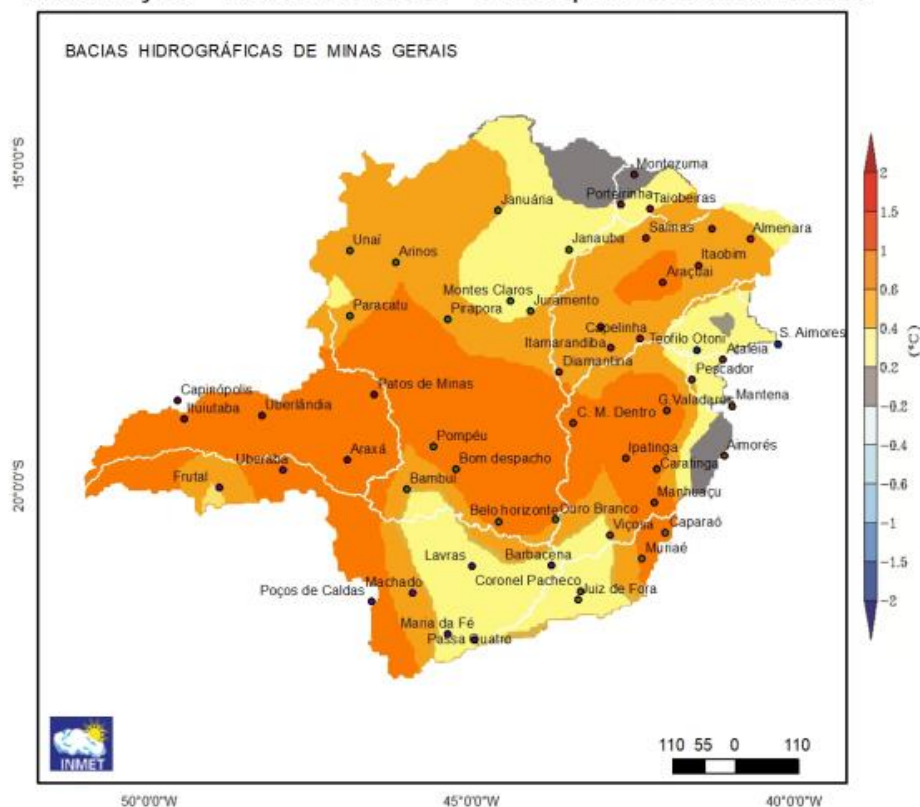 BACIAS HIDROGRÁFICAS DE MINAS GERAIS
15°0'0"S
20°0'0"S
Montezuma
Porteirinha
Taiobeiras
Januária
Salinas
Almenara
Unaí
Arinos
Janauba
Itaobim
Araçuaí
Montes Claros
Juramento
Paracatu
Pirapora
Capelinha
Teofilo Otoni
S. Aimores
Itamarandiba
Ataléia
Diamantina
Pescador
Capinópolis
Patos de Minas
G.Valadares
Mantena
Ituiutaba
Uberlândia
C. M. Dentro
Pompéu
Aimorés
Araxá
Ipatinga
Uberaba
Bom despacho
Caratinga
Frutal
Bambuí
Manhuaçu
Belo horizonte
Ouro Branco
Viçosa
Caparaó
Lavras
Barbacena
Muriaé
Coronel Pacheco
Poços de Caldas
Machado
Juiz de Fora
Maria da Fé
Passa Quatro
2
1.5
1
0.8
0.6
0.4
0.2
-0.2
-0.4
-0.6
-1
-1.5
-2
(°C)
INMET
110 55 0 110
50°0'0"W 45°0'0"W 40°0'0"W